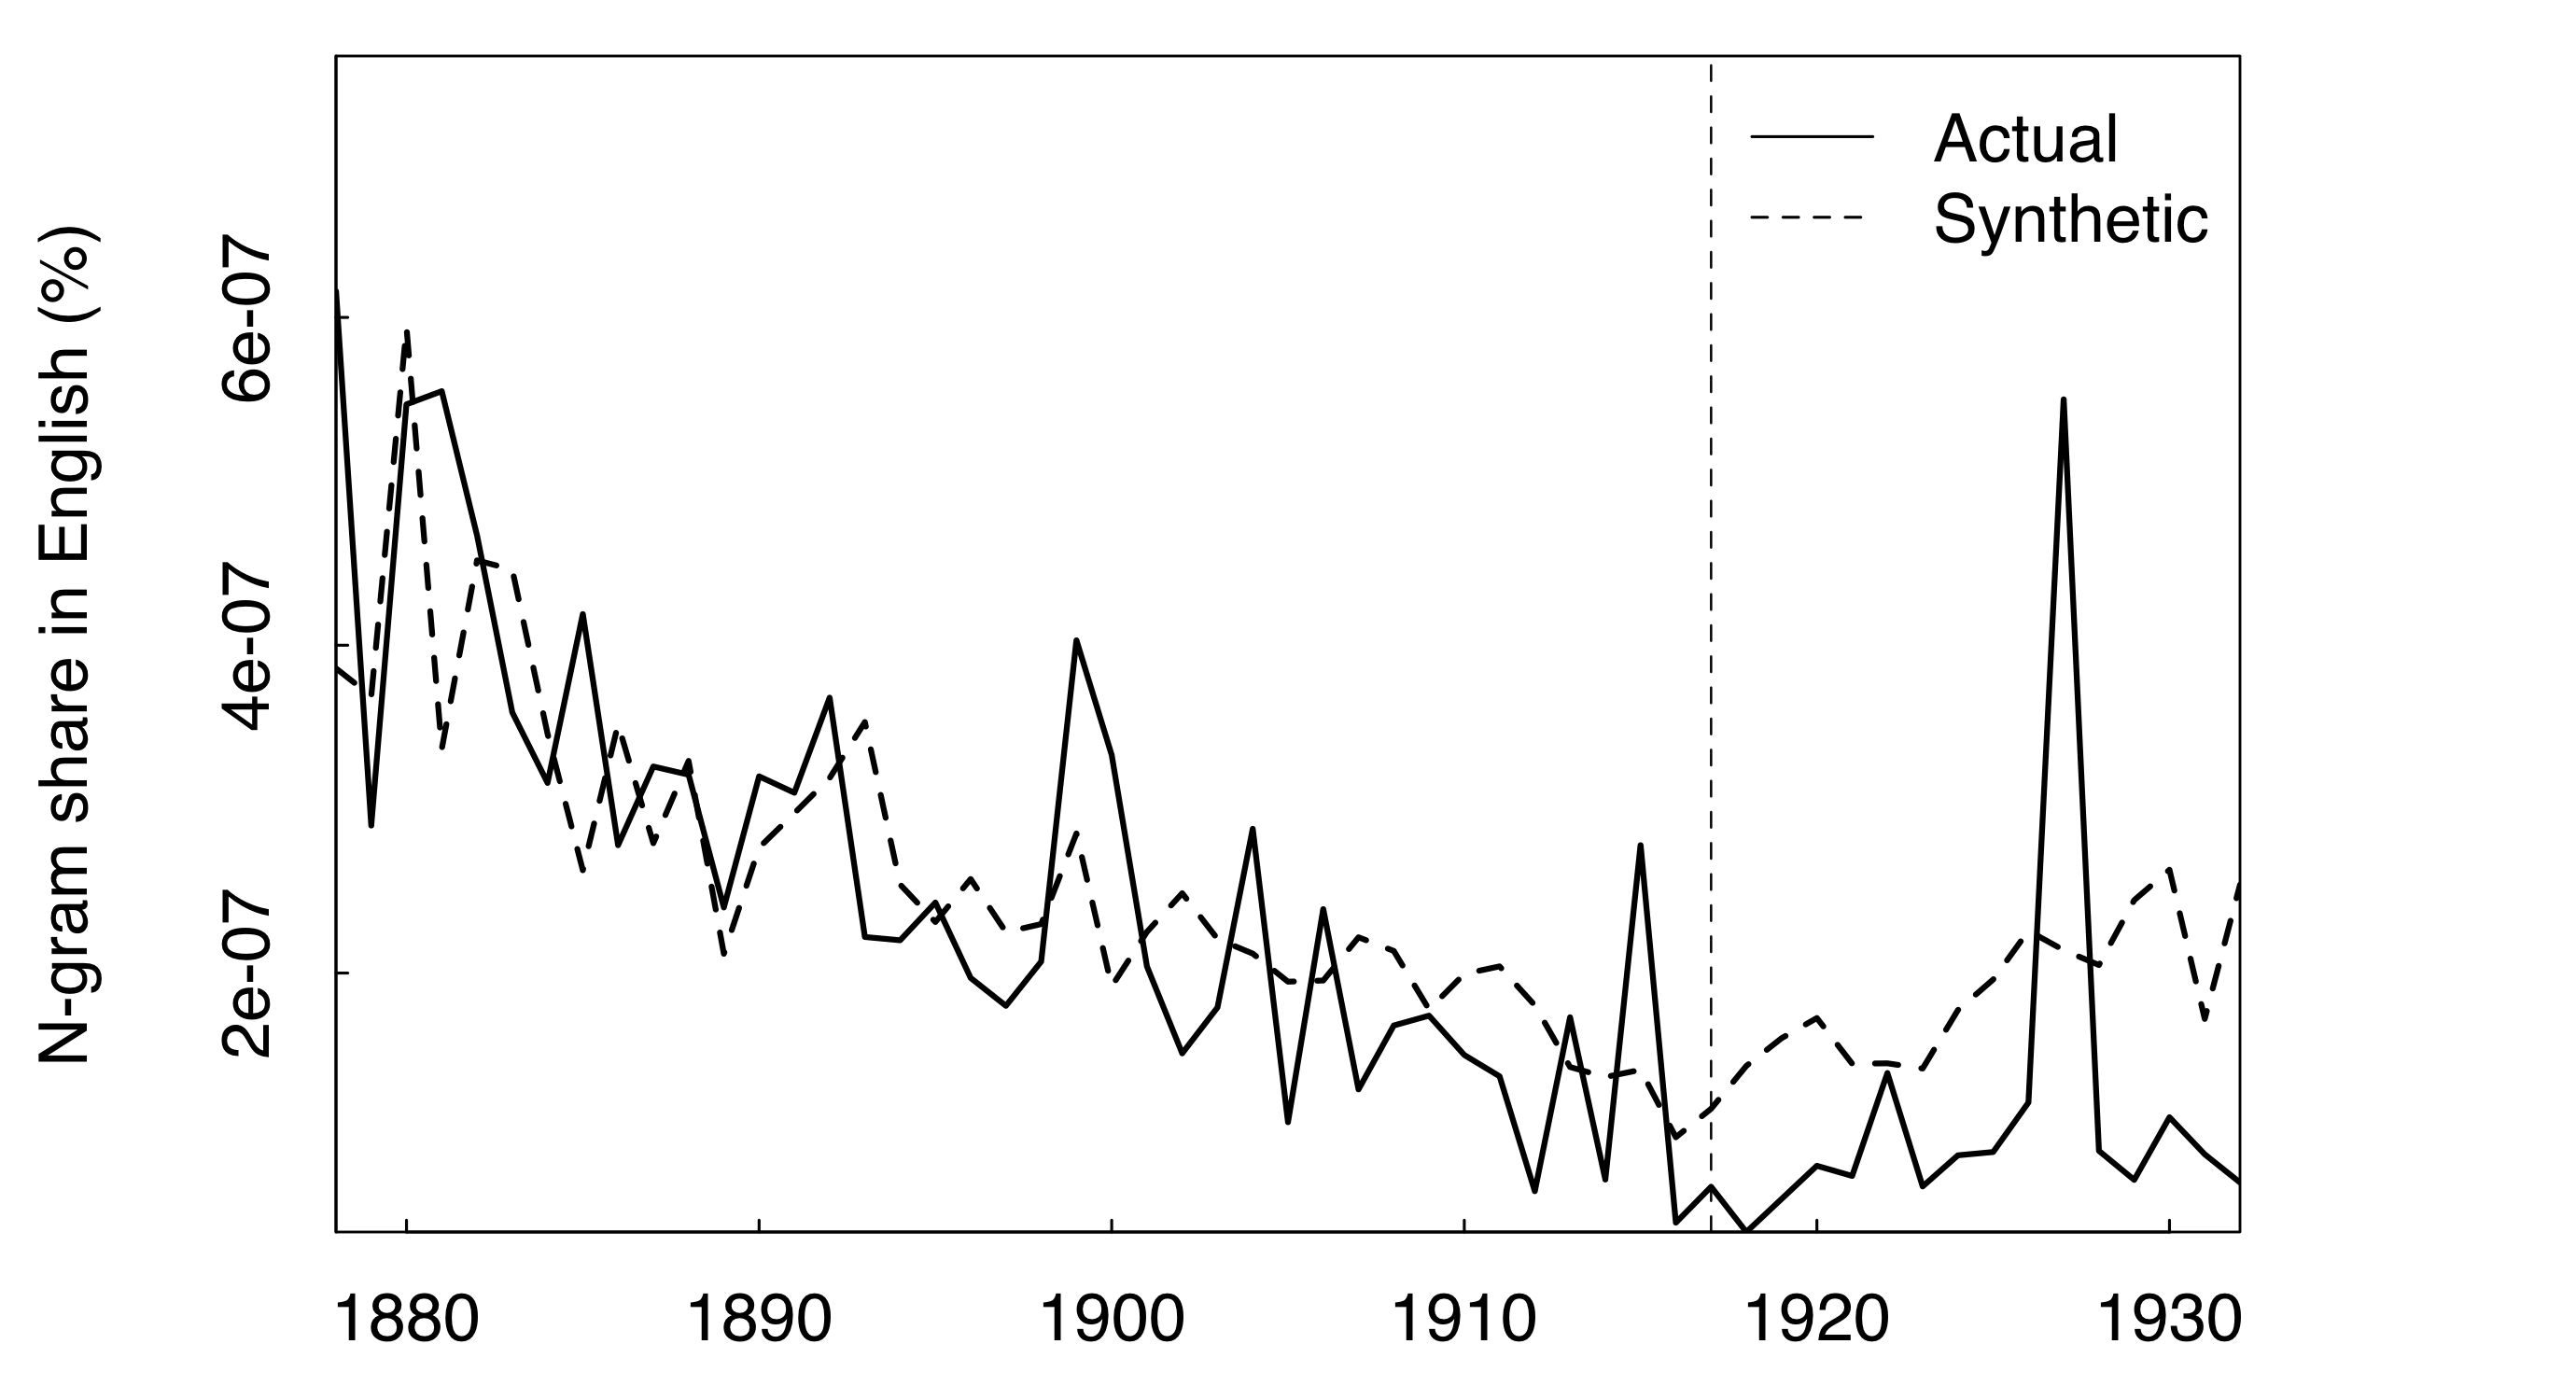 N-gram share in English (%)
6e-07
4e-07
2e-07
Actual
Synthetic
1880 1890 1900 1910 1920 1930